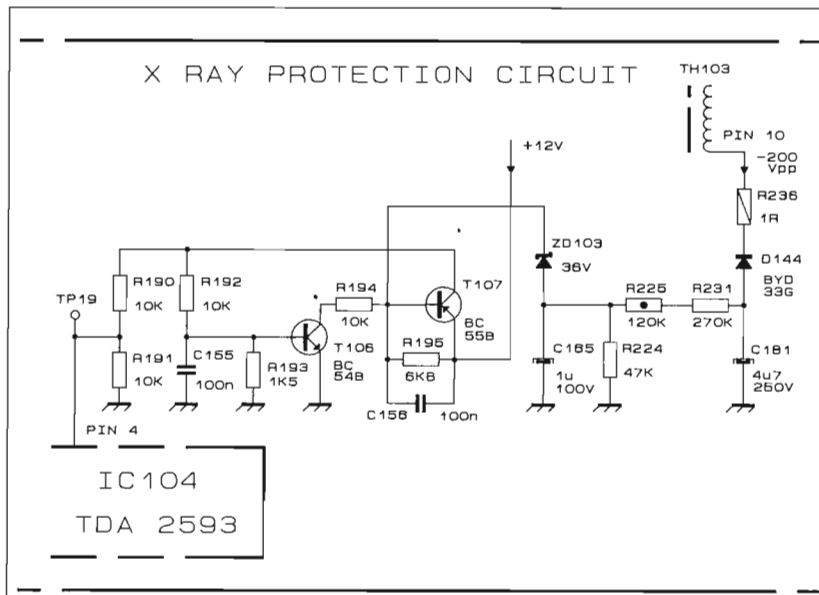 X RAY PROTECTION CIRCUIT
TH103
PIN 10
-200
Vpp
+12V
R236
1R
ZD103
36V
D144
BYD
33G
R190
10K
R192
10K
R194
10K
T107
BC
558
R225
120K
R231
270K
TP19
R191
10K
C155
100n
R193
1K5
T106
BC
548
R195
6K8
C156
100n
C165
1u
100V
R224
47K
C181
4u7
250V
PIN 4
IC104
TDA 2593